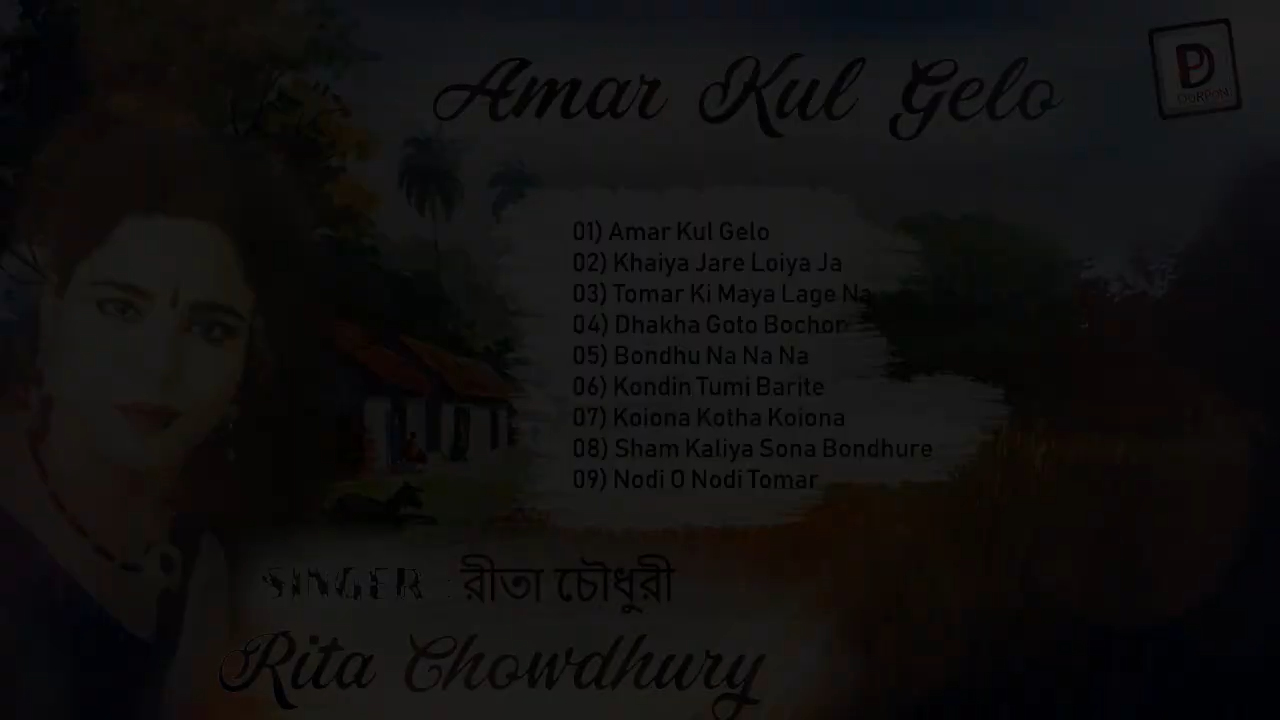 Amar Kul Gelo
DORPON
01) Amar Kul Gelo
02) Khaiya Jare Loiya Ja
03) Tomar Ki Maya Lage Na
04) Dhakha Goto Bochor
05) Bondhu Na Na Na
06) Kondin Tumi Barite
07) Koiona Kotha Koiona
08) Sham Kaliya Sona Bondhure
09) Nodi O Nodi Tomar
SINGER : রীতা চৌধুরী
Rita Chowdhury